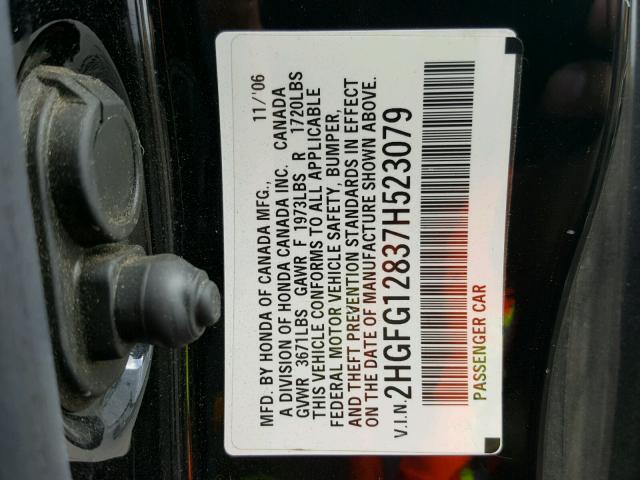 MFD. BY HONDA OF CANADA MFG., 11/'06
A DIVISION OF HONDA CANADA INC. CANADA
GVWR 3671LBS GAWR F 1973LBS R 1720LBS
THIS VEHICLE CONFORMS TO ALL APPLICABLE
FEDERAL MOTOR VEHICLE SAFETY, BUMPER,
AND THEFT PREVENTION STANDARDS IN EFFECT
ON THE DATE OF MANUFACTURE SHOWN ABOVE.
V.I.N. 2HGFG12837H523079
PASSENGER CAR